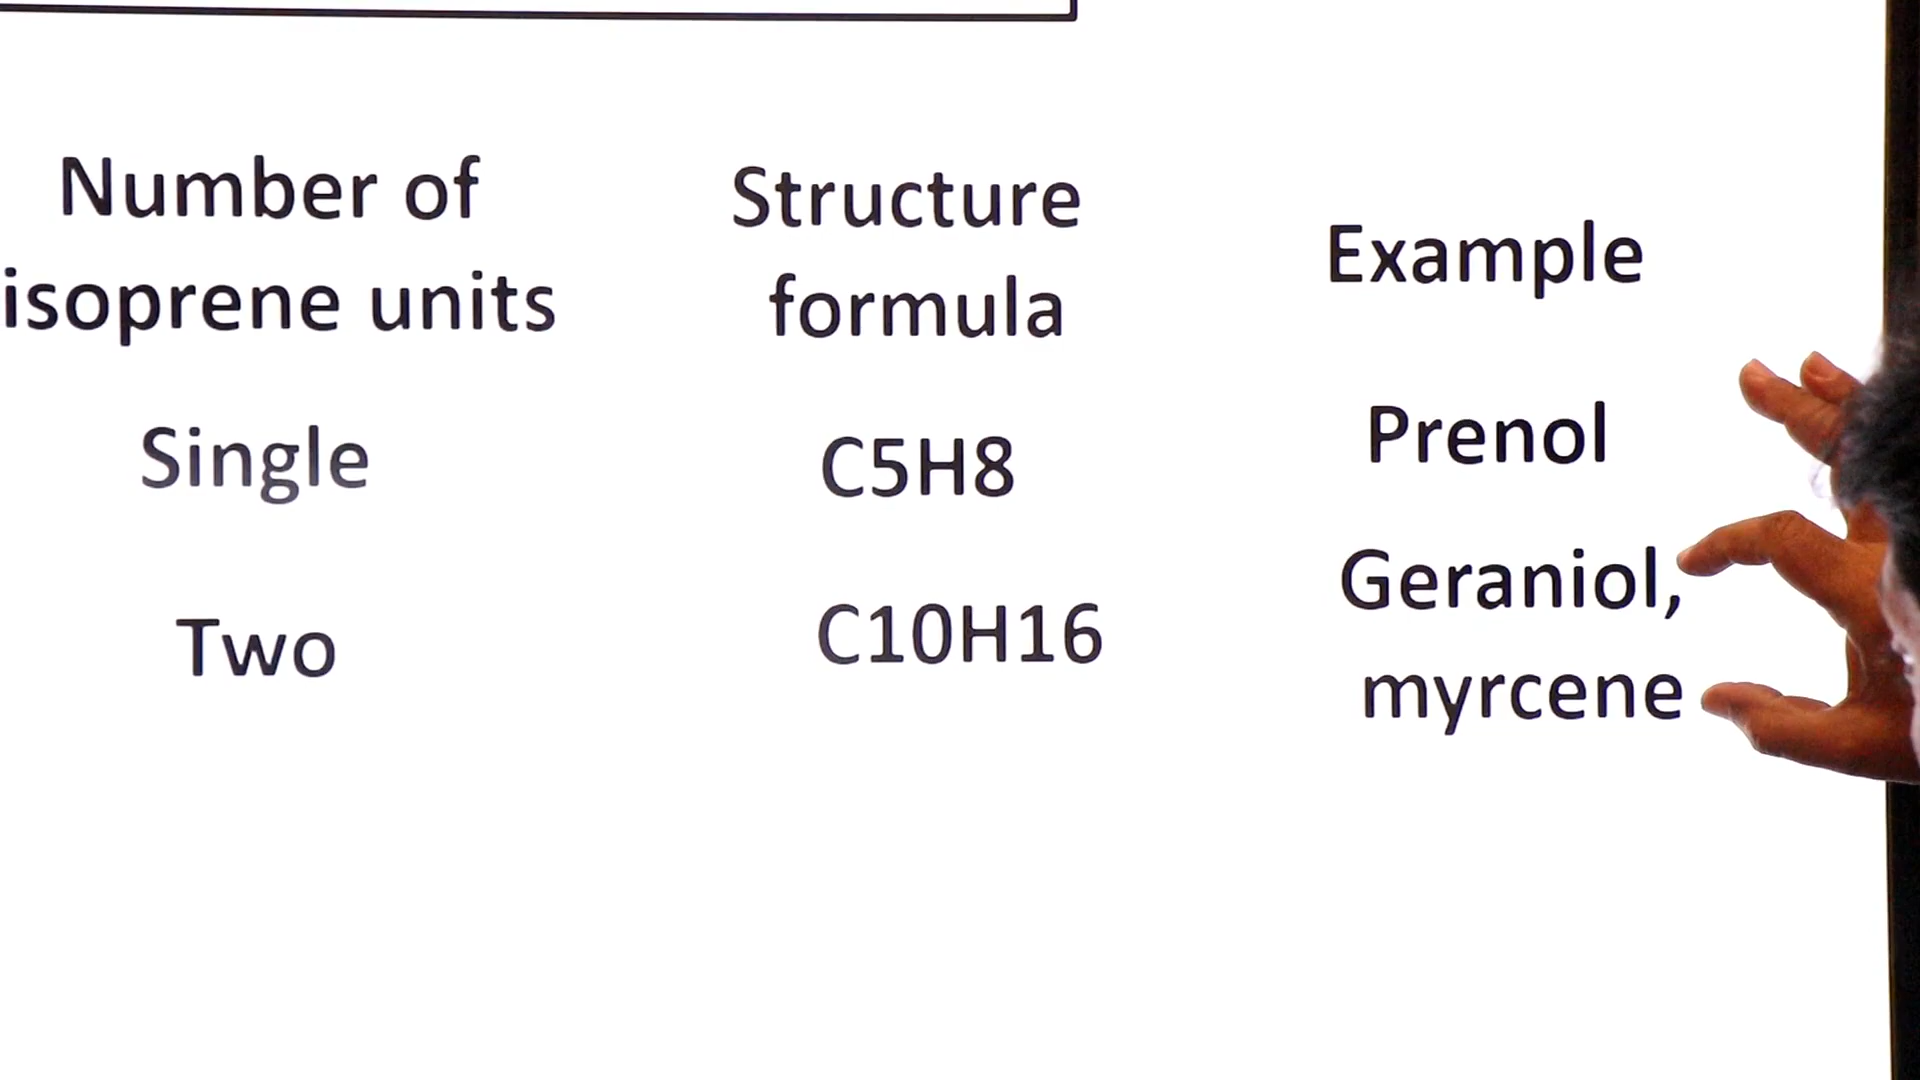 Number of
isoprene units
Structure
formula
Example
Single
C5H8
Prenol
Two
C10H16
Geraniol,
myrcene